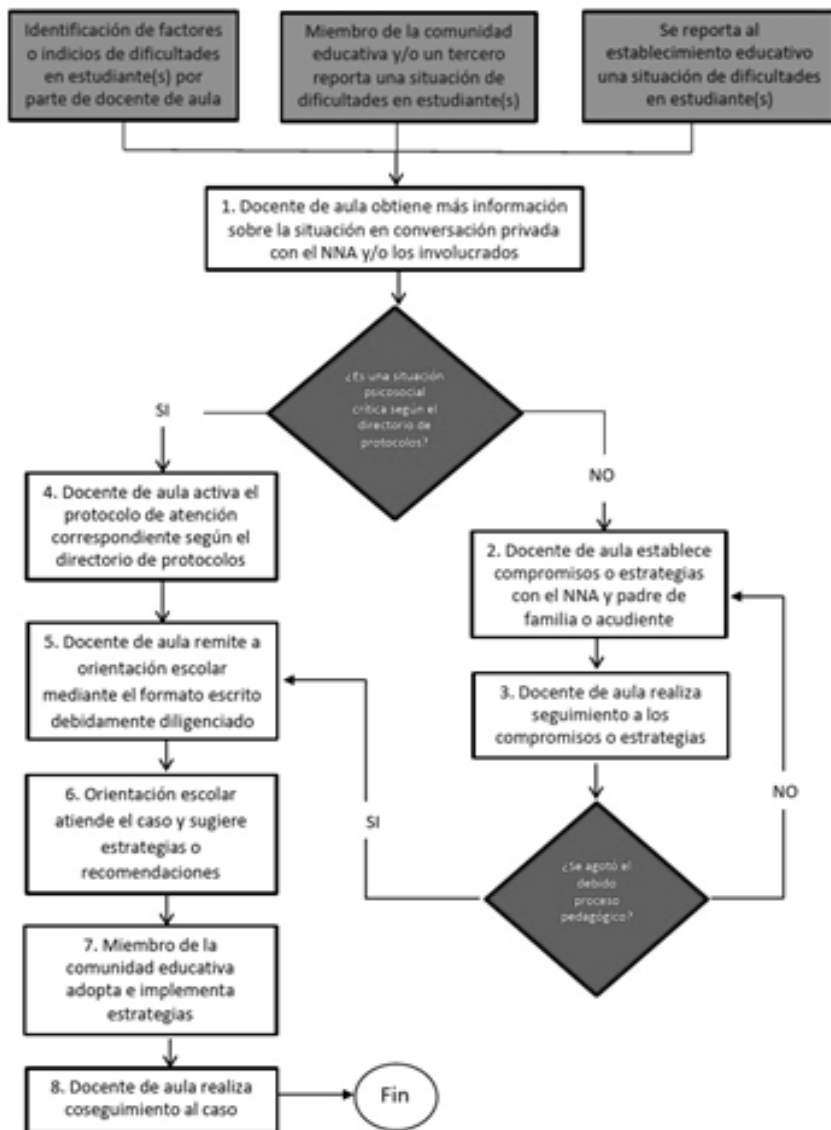 Identificación de factores
o indicios de dificultades
en estudiante(s) por
parte de docente de aula
Miembro de la comunidad
educativa y/o un tercero
reporta una situación de
dificultades en estudiante(s)
Se reporta al
establecimiento educativo
una situación de dificultades
en estudiante(s)
1. Docente de aula obtiene más información
sobre la situación en conversación privada
con el NNA y/o los involucrados
¿Es una situación
psicosocial
crítica según el
directorio de
protocolos?
SI
NO
4. Docente de aula activa el
protocolo de atención
correspondiente según el
directorio de protocolos
2. Docente de aula establece
compromisos o estrategias
con el NNA y padre de
familia o acudiente
5. Docente de aula remite a
orientación escolar
mediante el formato escrito
debidamente diligenciado
3. Docente de aula realiza
seguimiento a los
compromisos o estrategias
6. Orientación escolar
atiende el caso y sugiere
estrategias o
recomendaciones
SI
NO
¿Se agotó el
debido
proceso
pedagógico?
7. Miembro de la
comunidad educativa
adopta e implementa
estrategias
8. Docente de aula realiza
coseguimiento al caso
Fin